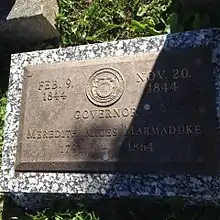 FEB. 9. NOV. 20.
1844 1844
GOVERNOR
MEREDITH MILES MARMADUKE
1864